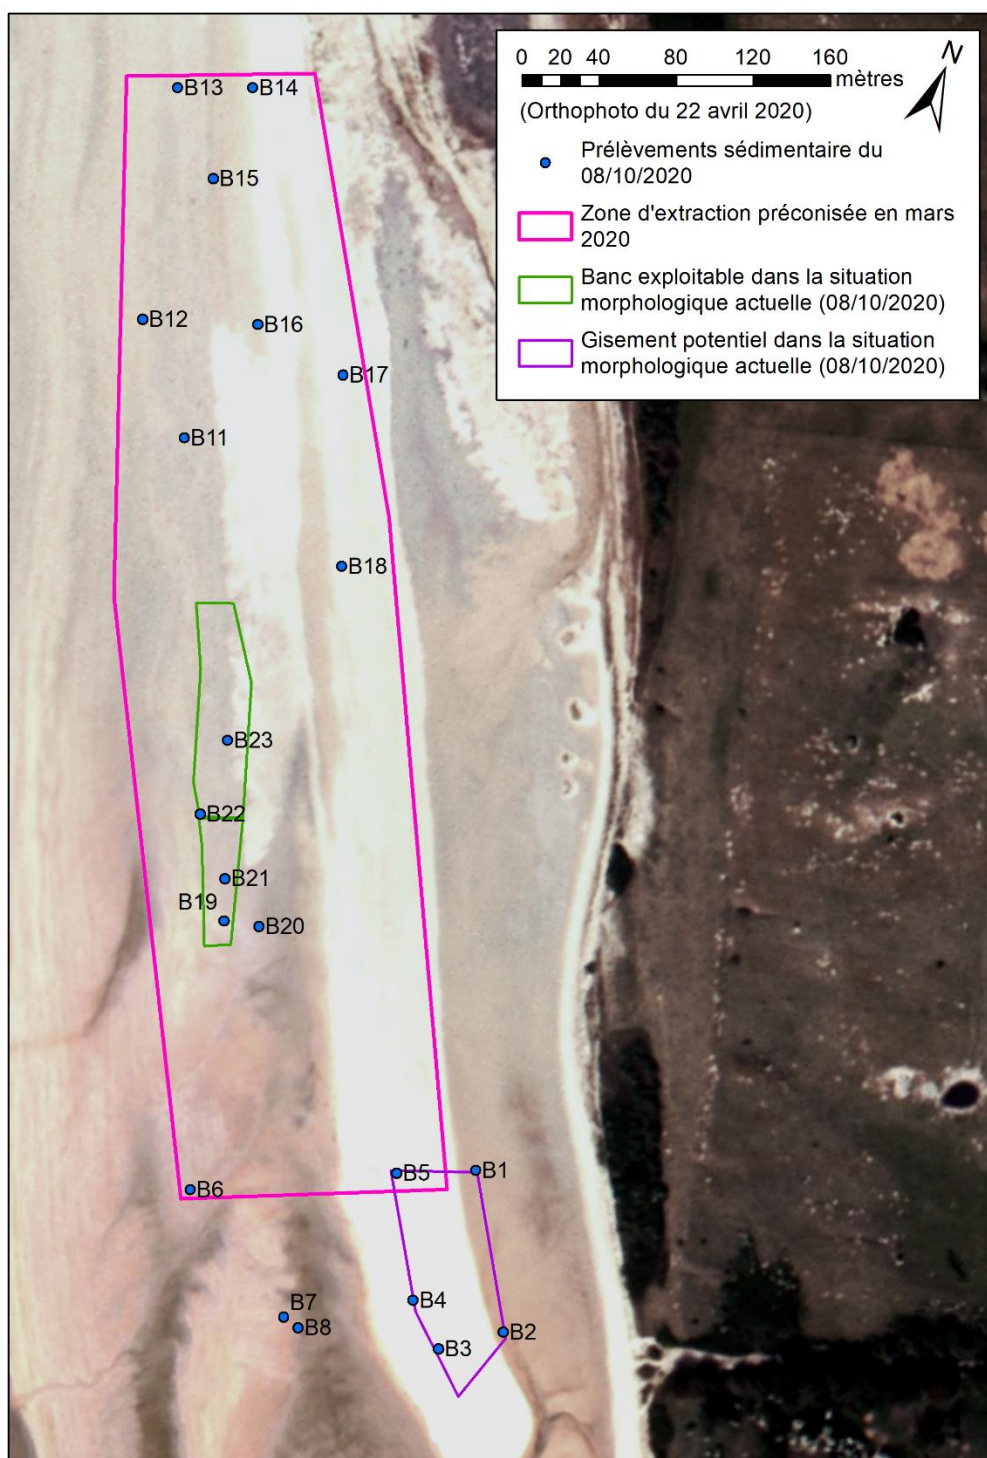 N
0 20 40 80 120 160
mètres
(Orthophoto du 22 avril 2020)
Prélèvements sédimentaire du
08/10/2020
Zone d'extraction préconisée en mars
2020
Banc exploitable dans la situation
morphologique actuelle (08/10/2020)
Gisement potentiel dans la situation
morphologique actuelle (08/10/2020)
B13 B14
B15
B12 B16
B17
B11
B18
B23
B22
B21
B19 B20
B5 B1
B6
B4
B7
B8 B2
B3